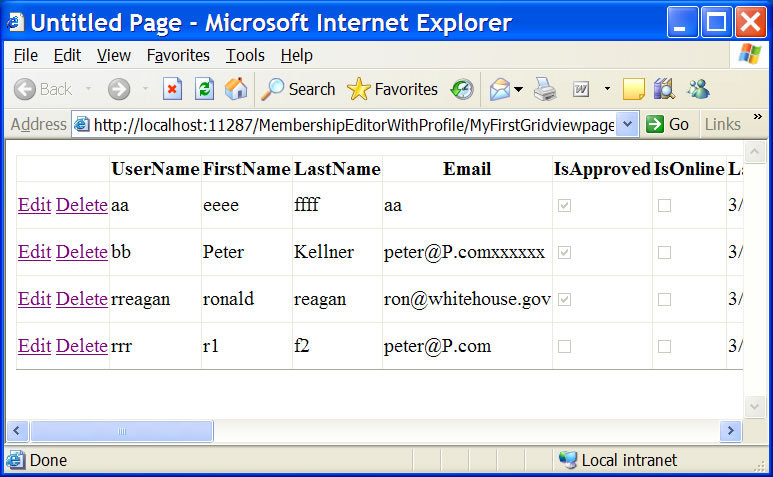 Untitled Page - Microsoft Internet Explorer
File Edit View Favorites Tools Help
Back Search Favorites W
Address http://localhost:11287/MembershipEditorWithProfile/MyFirstGridviewpage Go Links »
UserName FirstName LastName Email IsApproved IsOnline La
Edit Delete aa eeee ffff aa 3/
Edit Delete bb Peter Kellner peter@P.comxxxxxx 3/
Edit Delete rreagan ronald reagan ron@whitehouse.gov 3/
Edit Delete rrr r1 f2 peter@P.com 3/
Done Local intranet